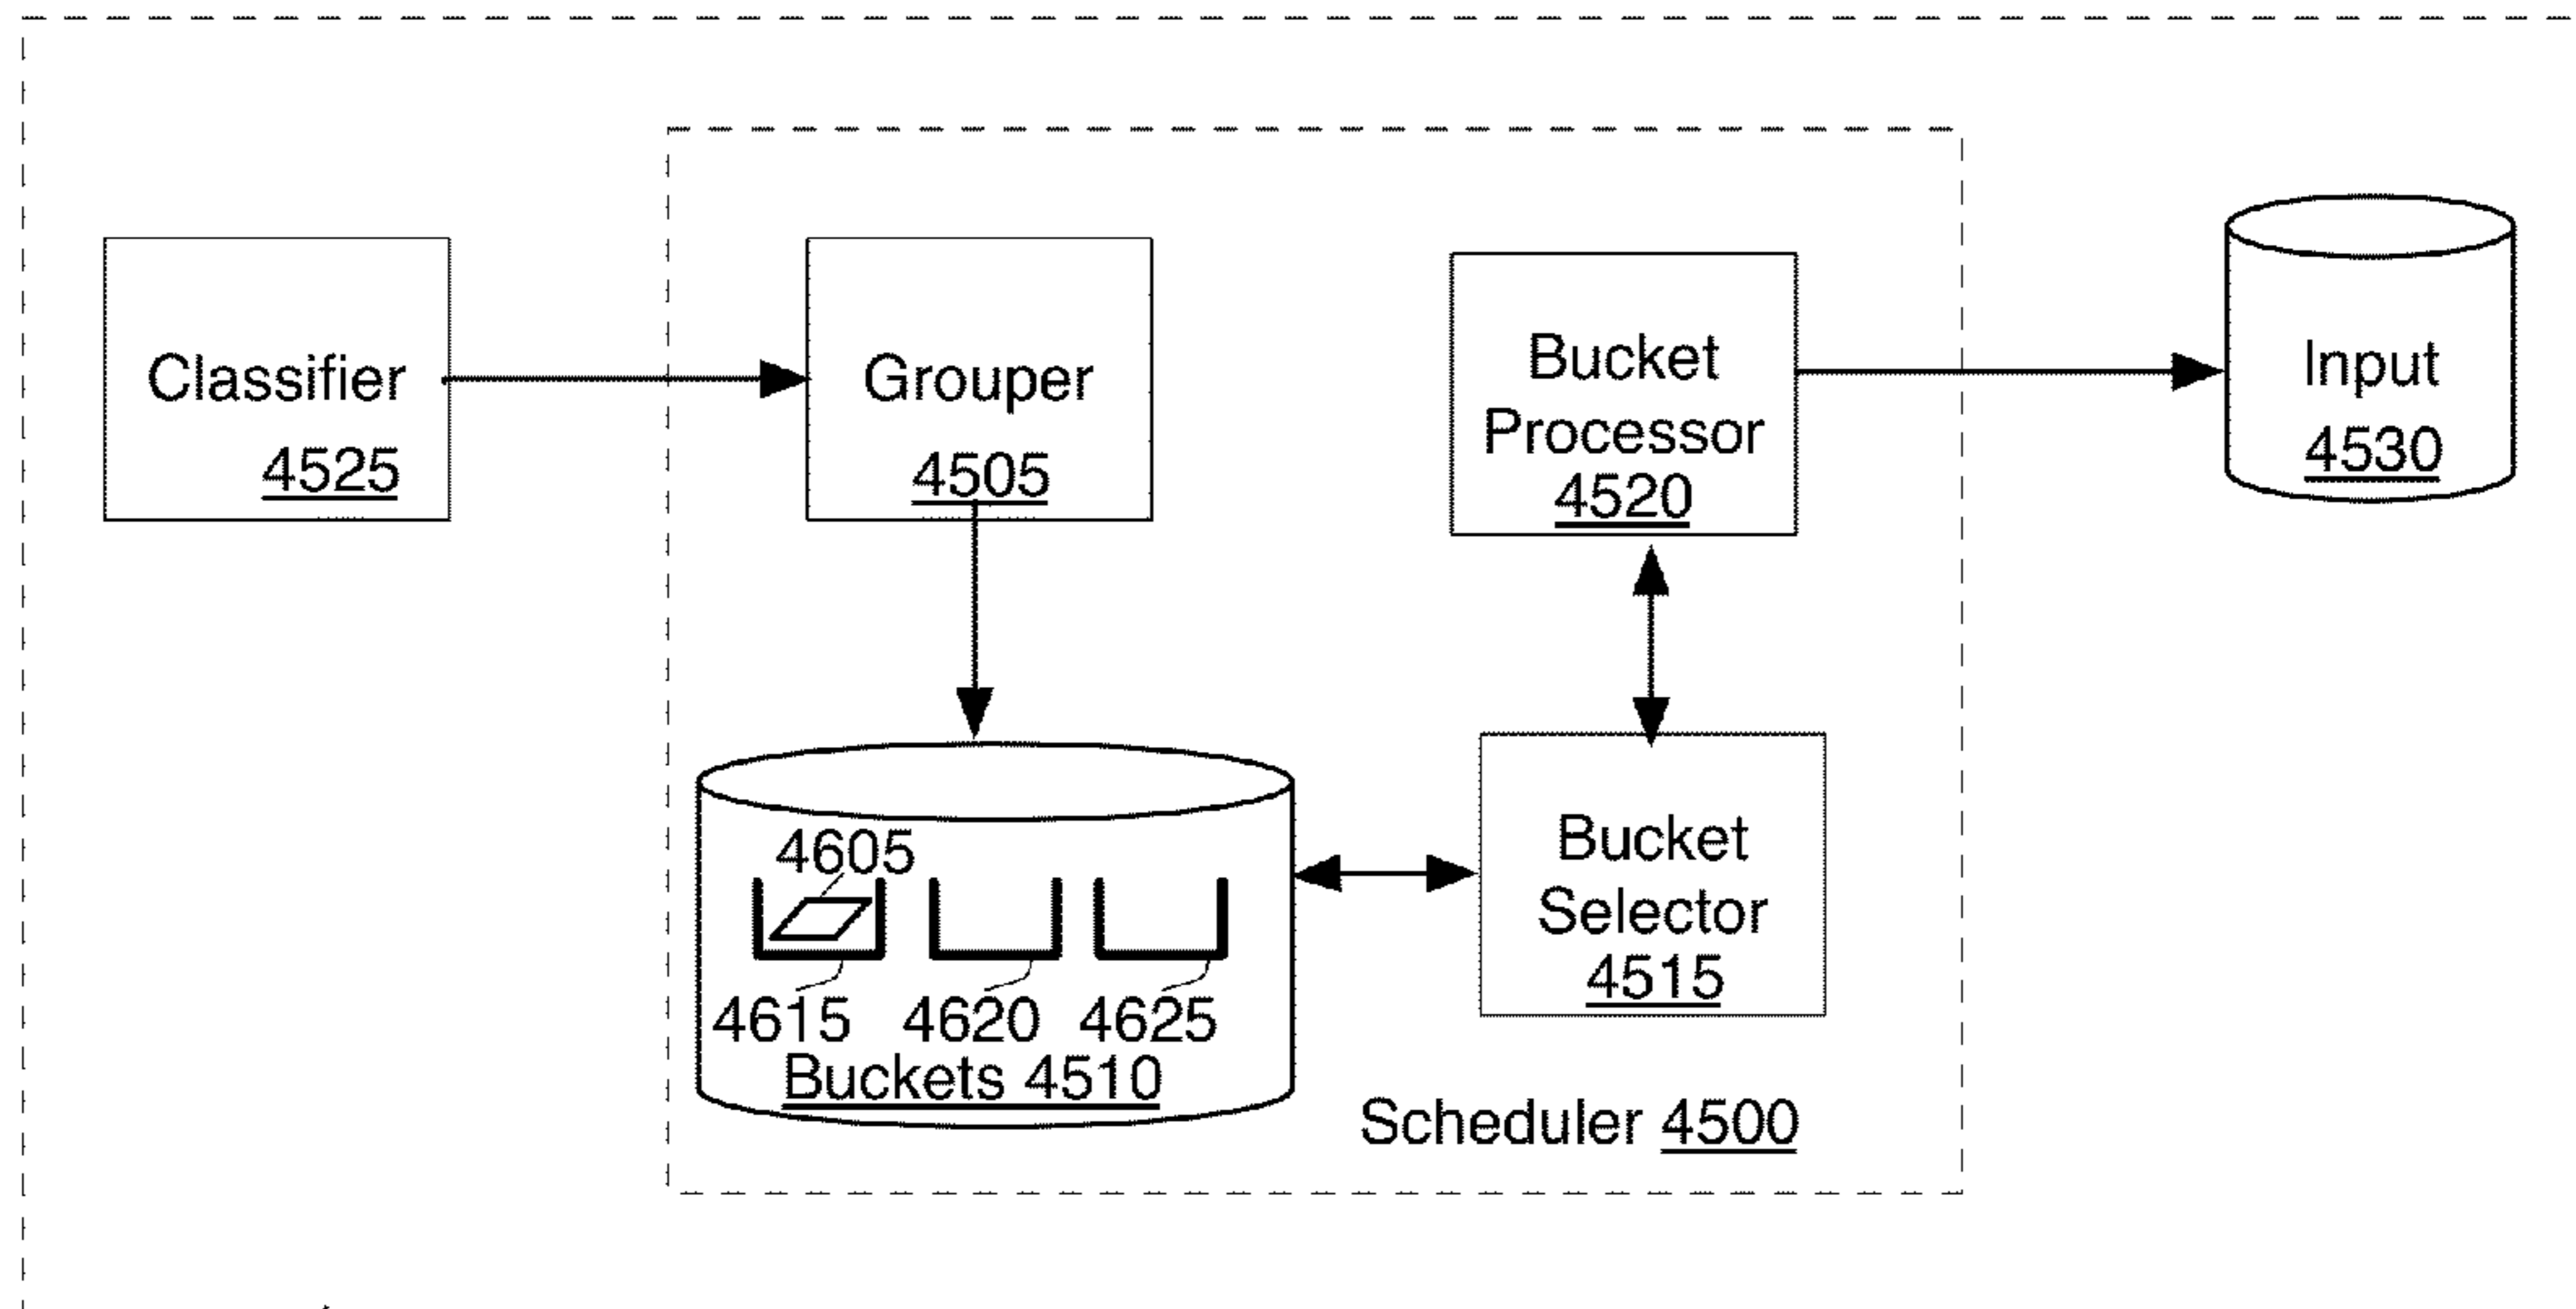 Classifier
4525
Grouper
4505
Bucket
Processor
4520
Input
4530
4605
4615 4620 4625
Buckets 4510
Bucket
Selector
4515
Scheduler 4500